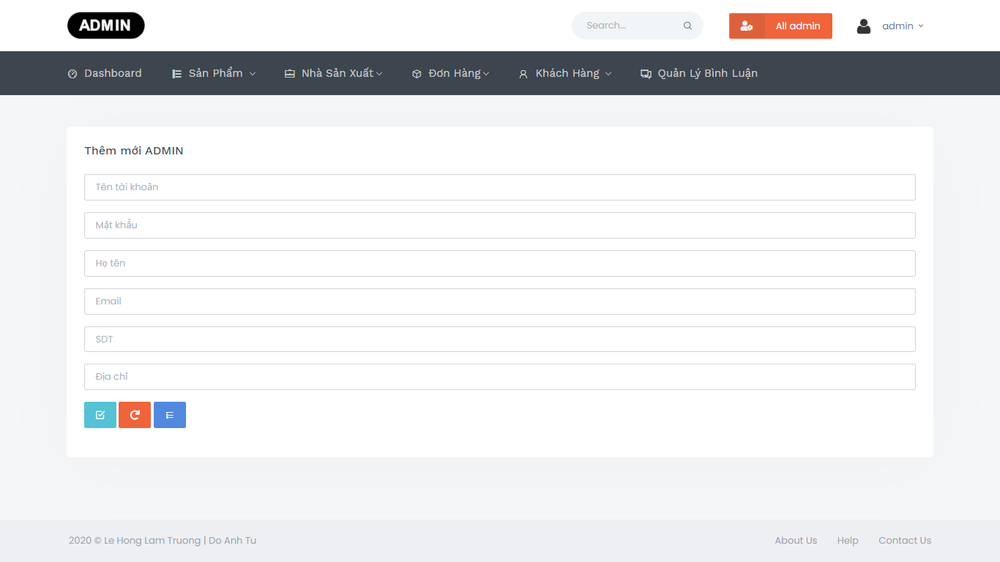 ADMIN
Search...
All admin
admin
Dashboard
Sản Phẩm
Nhà Sản Xuất
Đơn Hàng
Khách Hàng
Quản Lý Bình Luận
Thêm mới ADMIN
Tên tài khoản
Mật khẩu
Họ tên
Email
SDT
Địa chỉ
2020 © Le Hong Lam Truong | Do Anh Tu
About Us
Help
Contact Us